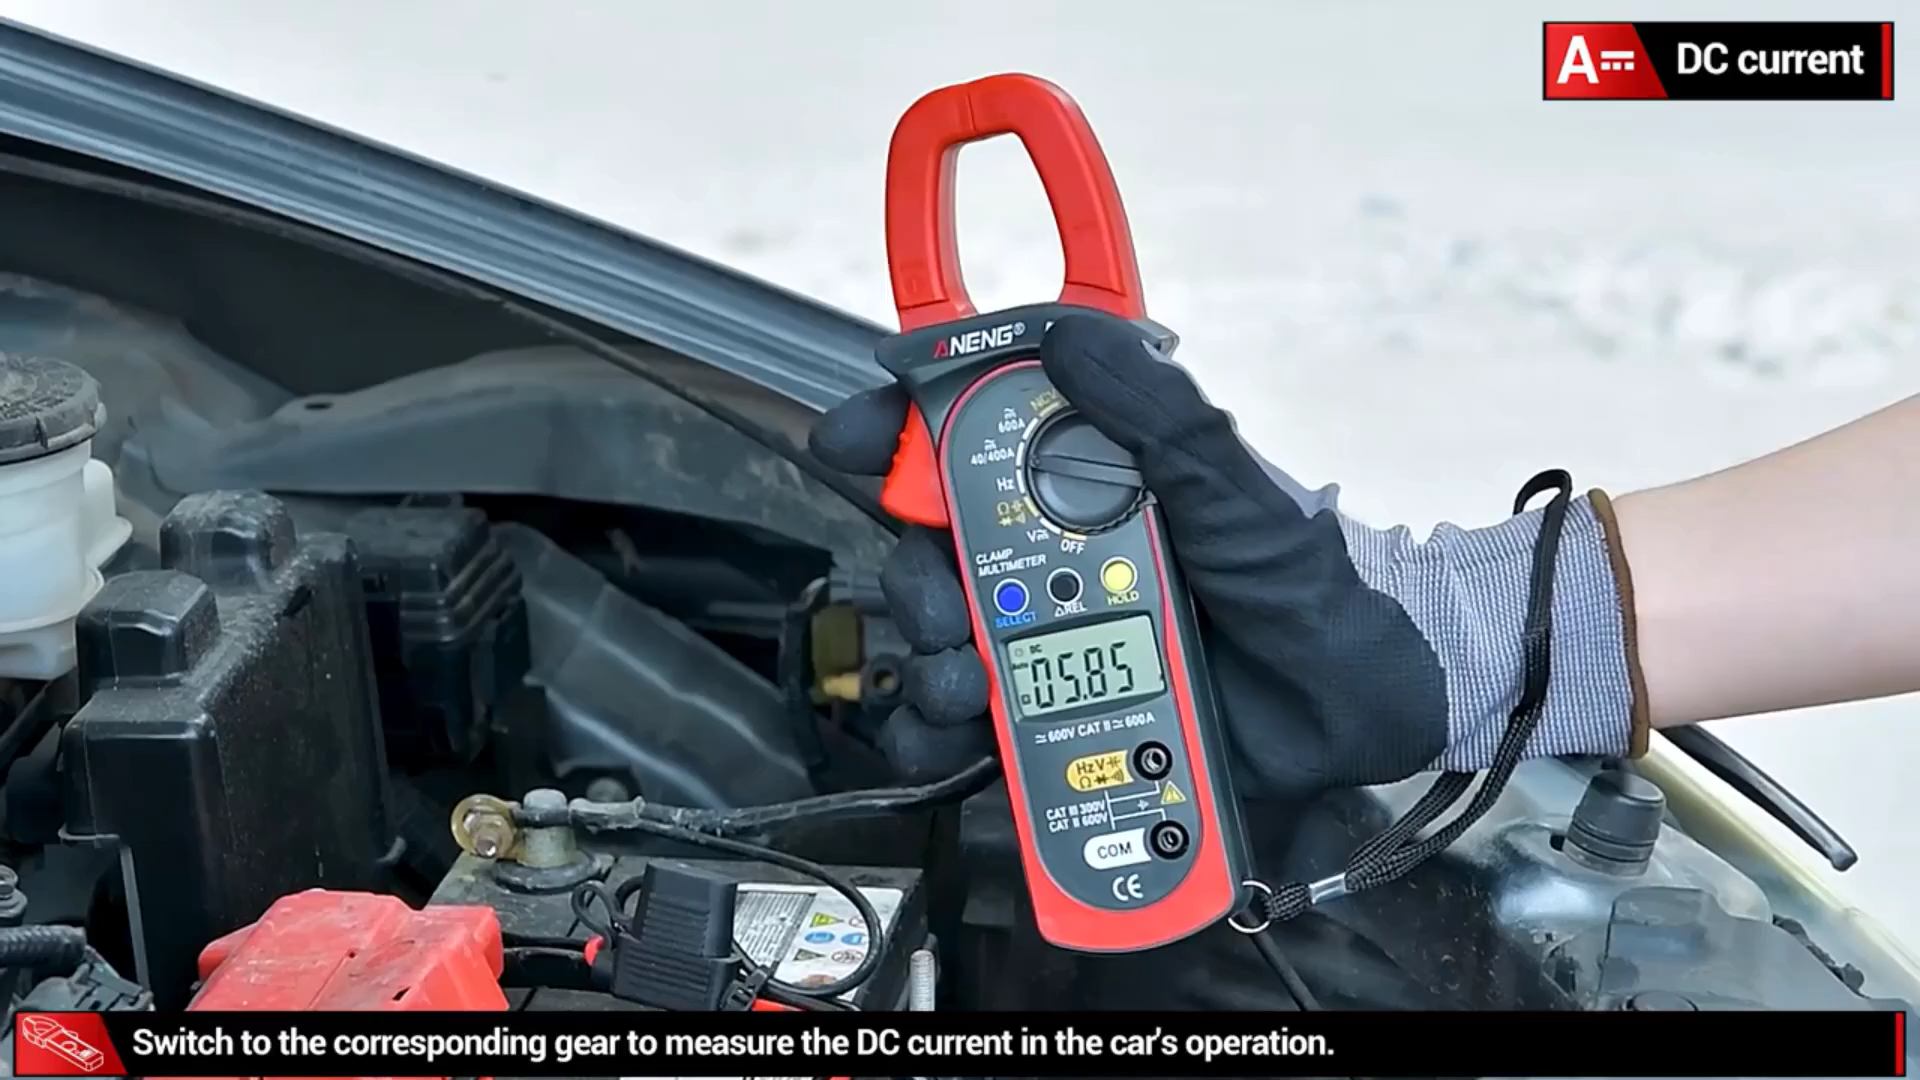 A DC current
ANENG®
NCV
600A
40/400A
Hz
Ω
V
OFF
CLAMP
MULTIMETER
SELECT
△REL
HOLD
DC
05.85
600V CAT II 600A
Hz V
Ω
CAT III 300V
CAT II 600V
COM
CE
Switch to the corresponding gear to measure the DC current in the car's operation.